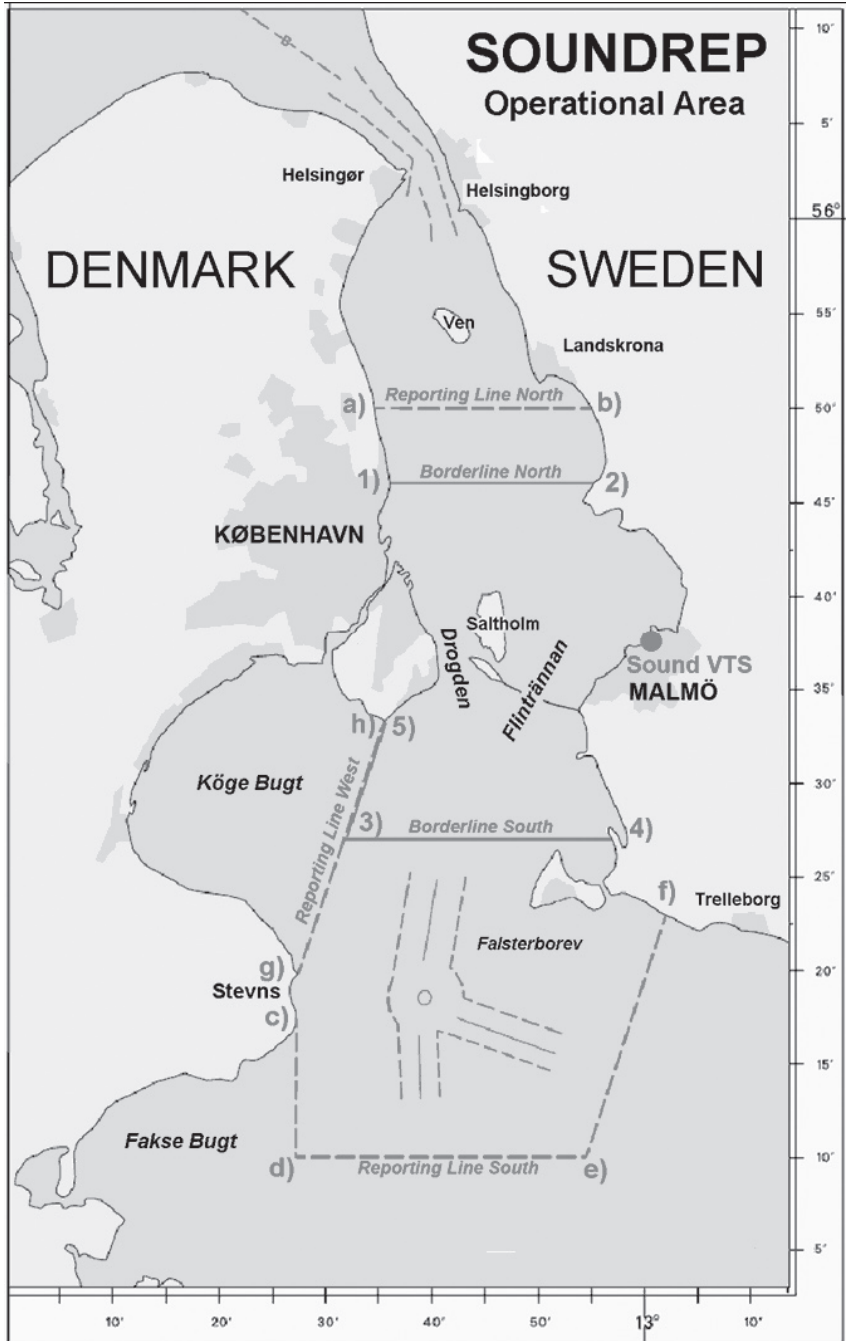 SOUNDREP
Operational Area
10'
5'
Helsingør
Helsingborg
56°
DENMARK
SWEDEN
55'
Ven
Landskrona
a)
Reporting Line North
b)
50'
1)
Borderline North
2)
45'
KØBENHAVN
40'
Saltholm
Drogden
Flintrännan
Sound VTS
MALMÖ
35'
h)
5)
Köge Bugt
30'
Reporting Line West
3)
Borderline South
4)
25'
f)
Trelleborg
Falsterborev
g)
20'
Stevns
c)
15'
Fakse Bugt
d)
Reporting Line South
e)
10'
5'
10'
20'
30'
40'
50'
13°
10'